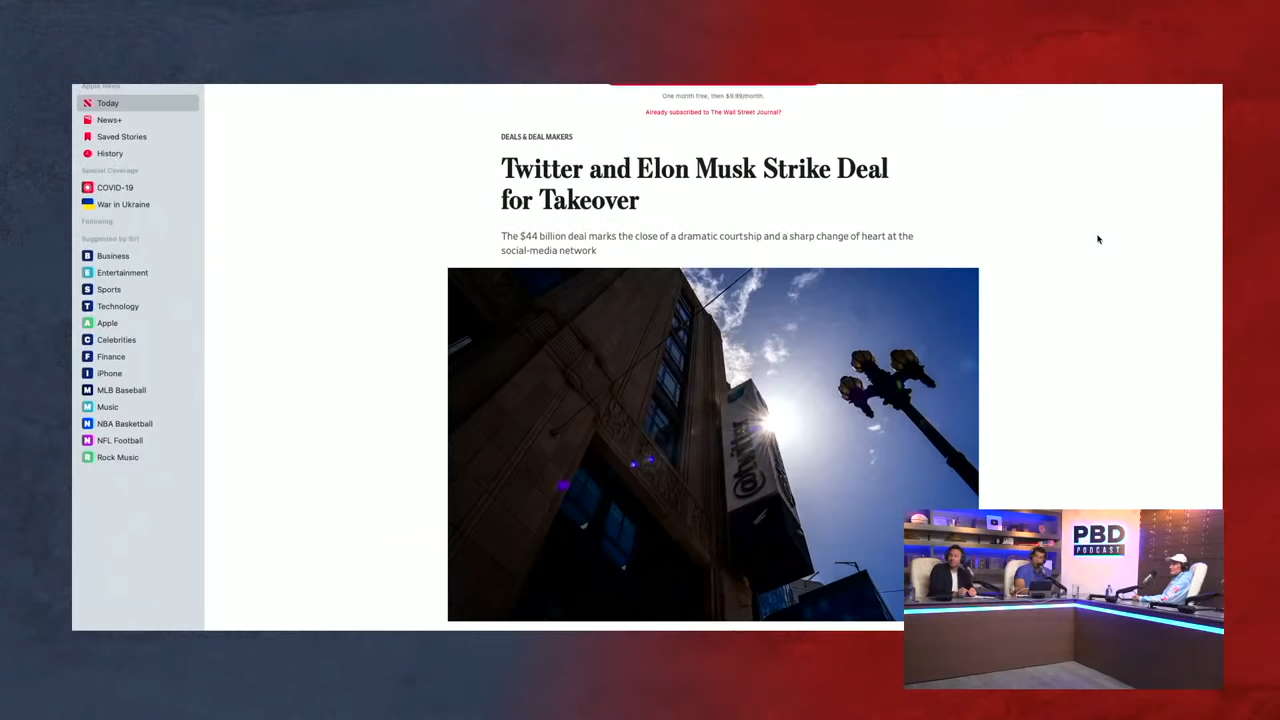 Apple News
Today
News+
Saved Stories
History
Special Coverage
COVID-19
War in Ukraine
Following
Suggested by Siri
B Business
E Entertainment
S Sports
T Technology
A Apple
C Celebrities
F Finance
I iPhone
M MLB Baseball
M Music
N NBA Basketball
N NFL Football
R Rock Music
One month free, then $9.99/month.
Already subscribed to The Wall Street Journal?
DEALS & DEAL MAKERS
Twitter and Elon Musk Strike Deal
for Takeover
The $44 billion deal marks the close of a dramatic courtship and a sharp change of heart at the
social-media network
@twitter
PBD
PODCAST